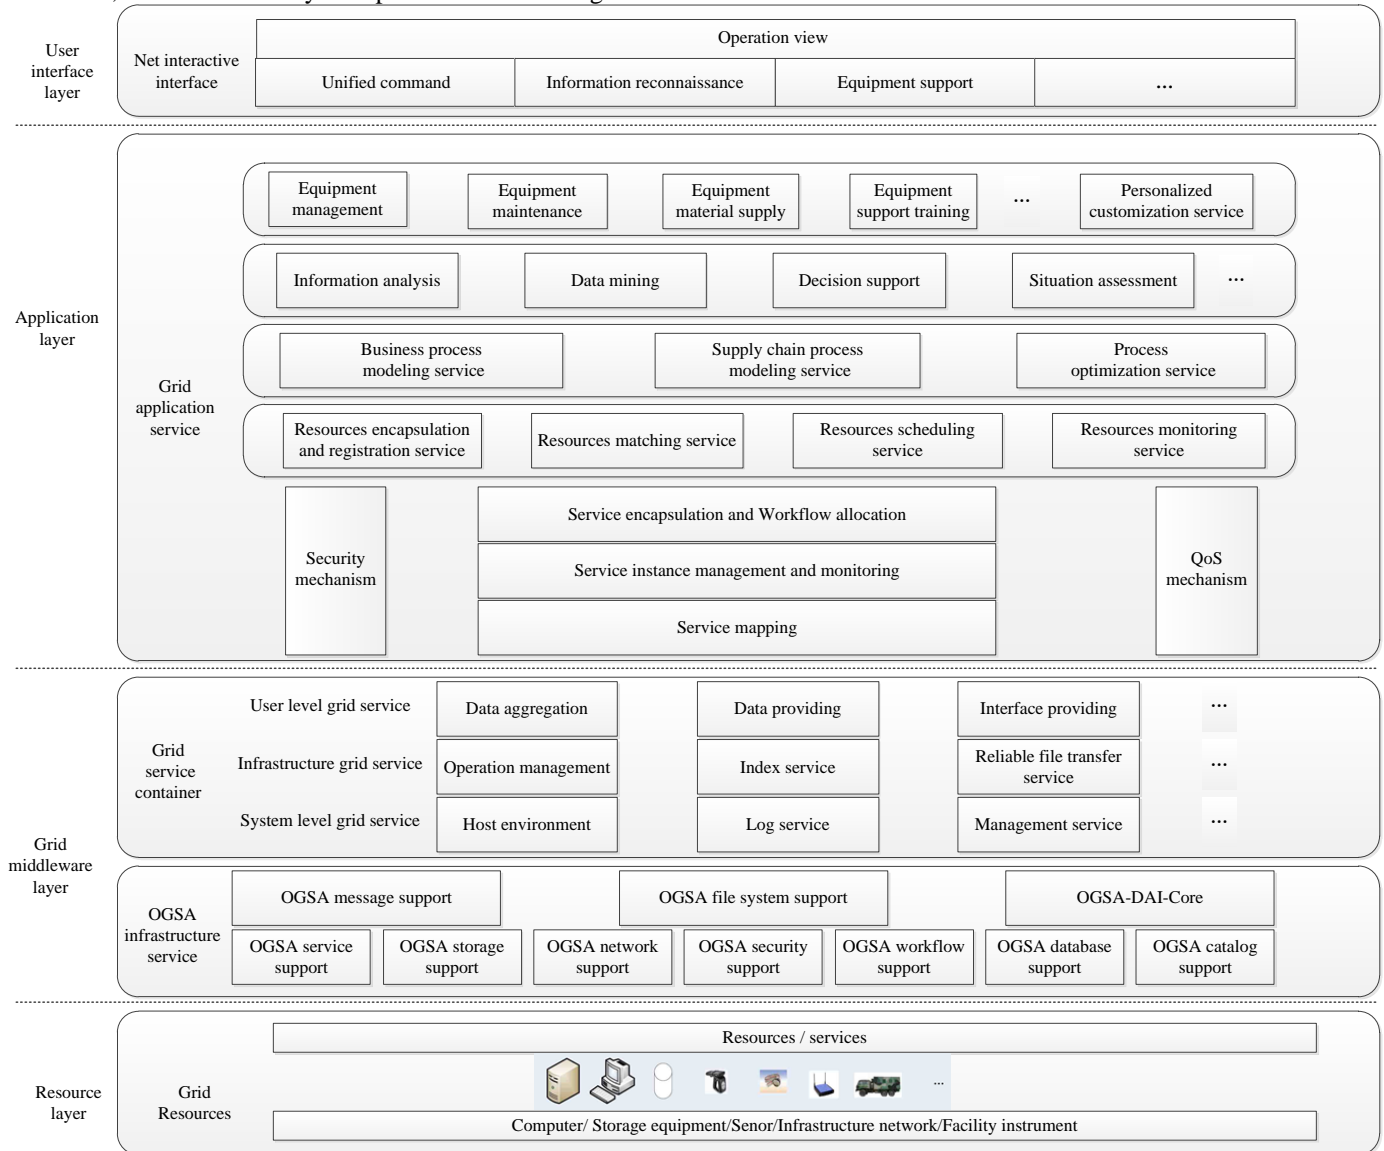 User
interface
layer
Net interactive
interface
Operation view
Unified command
Information reconnaissance
Equipment support
...
Application
layer
Grid
application
service
Equipment
management
Equipment
maintenance
Equipment
material supply
Equipment
support training
...
Personalized
customization service
Information analysis
Data mining
Decision support
Situation assessment
...
Business process
modeling service
Supply chain process
modeling service
Process
optimization service
Resources encapsulation
and registration service
Resources matching service
Resources scheduling
service
Resources monitoring
service
Security
mechanism
Service encapsulation and Workflow allocation
Service instance management and monitoring
Service mapping
QoS
mechanism
Grid
middleware
layer
Grid
service
container
User level grid service
Data aggregation
Data providing
Interface providing
...
Infrastructure grid service
Operation management
Index service
Reliable file transfer
service
...
System level grid service
Host environment
Log service
Management service
...
OGSA
infrastructure
service
OGSA message support
OGSA file system support
OGSA-DAI-Core
OGSA service
support
OGSA storage
support
OGSA network
support
OGSA security
support
OGSA workflow
support
OGSA database
support
OGSA catalog
support
Resource
layer
Grid
Resources
Resources / services
...
Computer/ Storage equipment/Senor/Infrastructure network/Facility instrument